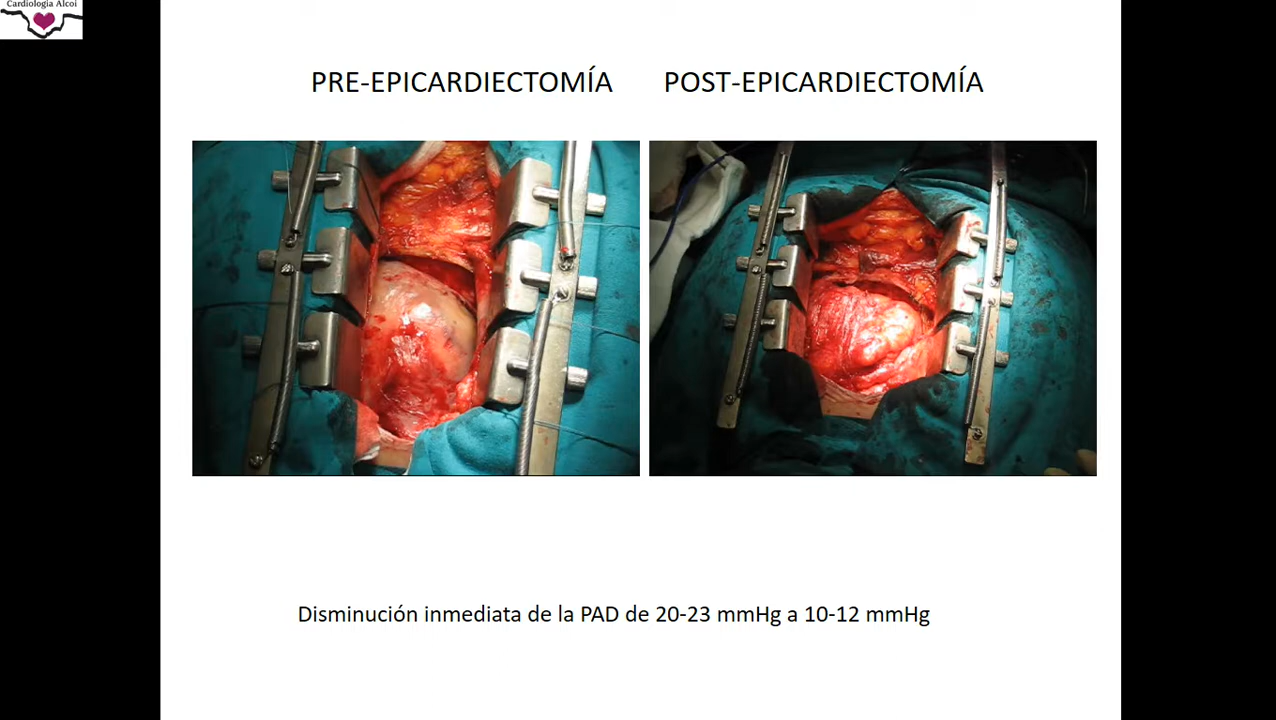 Cardiología Alcoi
PRE-EPICARDIECTOMÍA POST-EPICARDIECTOMÍA
Disminución inmediata de la PAD de 20-23 mmHg a 10-12 mmHg